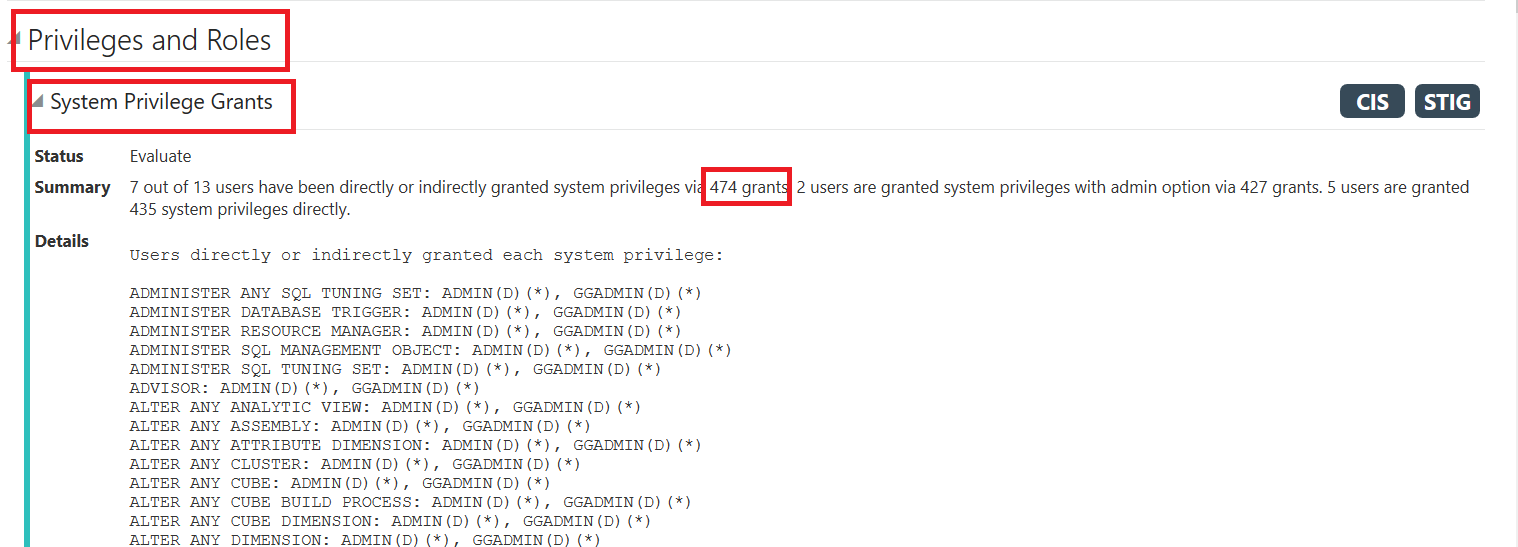 Privileges and Roles
System Privilege Grants
CIS STIG
Status Evaluate
Summary 7 out of 13 users have been directly or indirectly granted system privileges via 474 grants. 2 users are granted system privileges with admin option via 427 grants. 5 users are granted
435 system privileges directly.
Details
Users directly or indirectly granted each system privilege:
ADMINISTER ANY SQL TUNING SET: ADMIN(D)(*), GGADMIN(D)(*)
ADMINISTER DATABASE TRIGGER: ADMIN(D)(*), GGADMIN(D)(*)
ADMINISTER RESOURCE MANAGER: ADMIN(D)(*), GGADMIN(D)(*)
ADMINISTER SQL MANAGEMENT OBJECT: ADMIN(D)(*), GGADMIN(D)(*)
ADMINISTER SQL TUNING SET: ADMIN(D)(*), GGADMIN(D)(*)
ADVISOR: ADMIN(D)(*), GGADMIN(D)(*)
ALTER ANY ANALYTIC VIEW: ADMIN(D)(*), GGADMIN(D)(*)
ALTER ANY ASSEMBLY: ADMIN(D)(*), GGADMIN(D)(*)
ALTER ANY ATTRIBUTE DIMENSION: ADMIN(D)(*), GGADMIN(D)(*)
ALTER ANY CLUSTER: ADMIN(D)(*), GGADMIN(D)(*)
ALTER ANY CUBE: ADMIN(D)(*), GGADMIN(D)(*)
ALTER ANY CUBE BUILD PROCESS: ADMIN(D)(*), GGADMIN(D)(*)
ALTER ANY CUBE DIMENSION: ADMIN(D)(*), GGADMIN(D)(*)
ALTER ANY DIMENSION: ADMIN(D)(*), GGADMIN(D)(*)